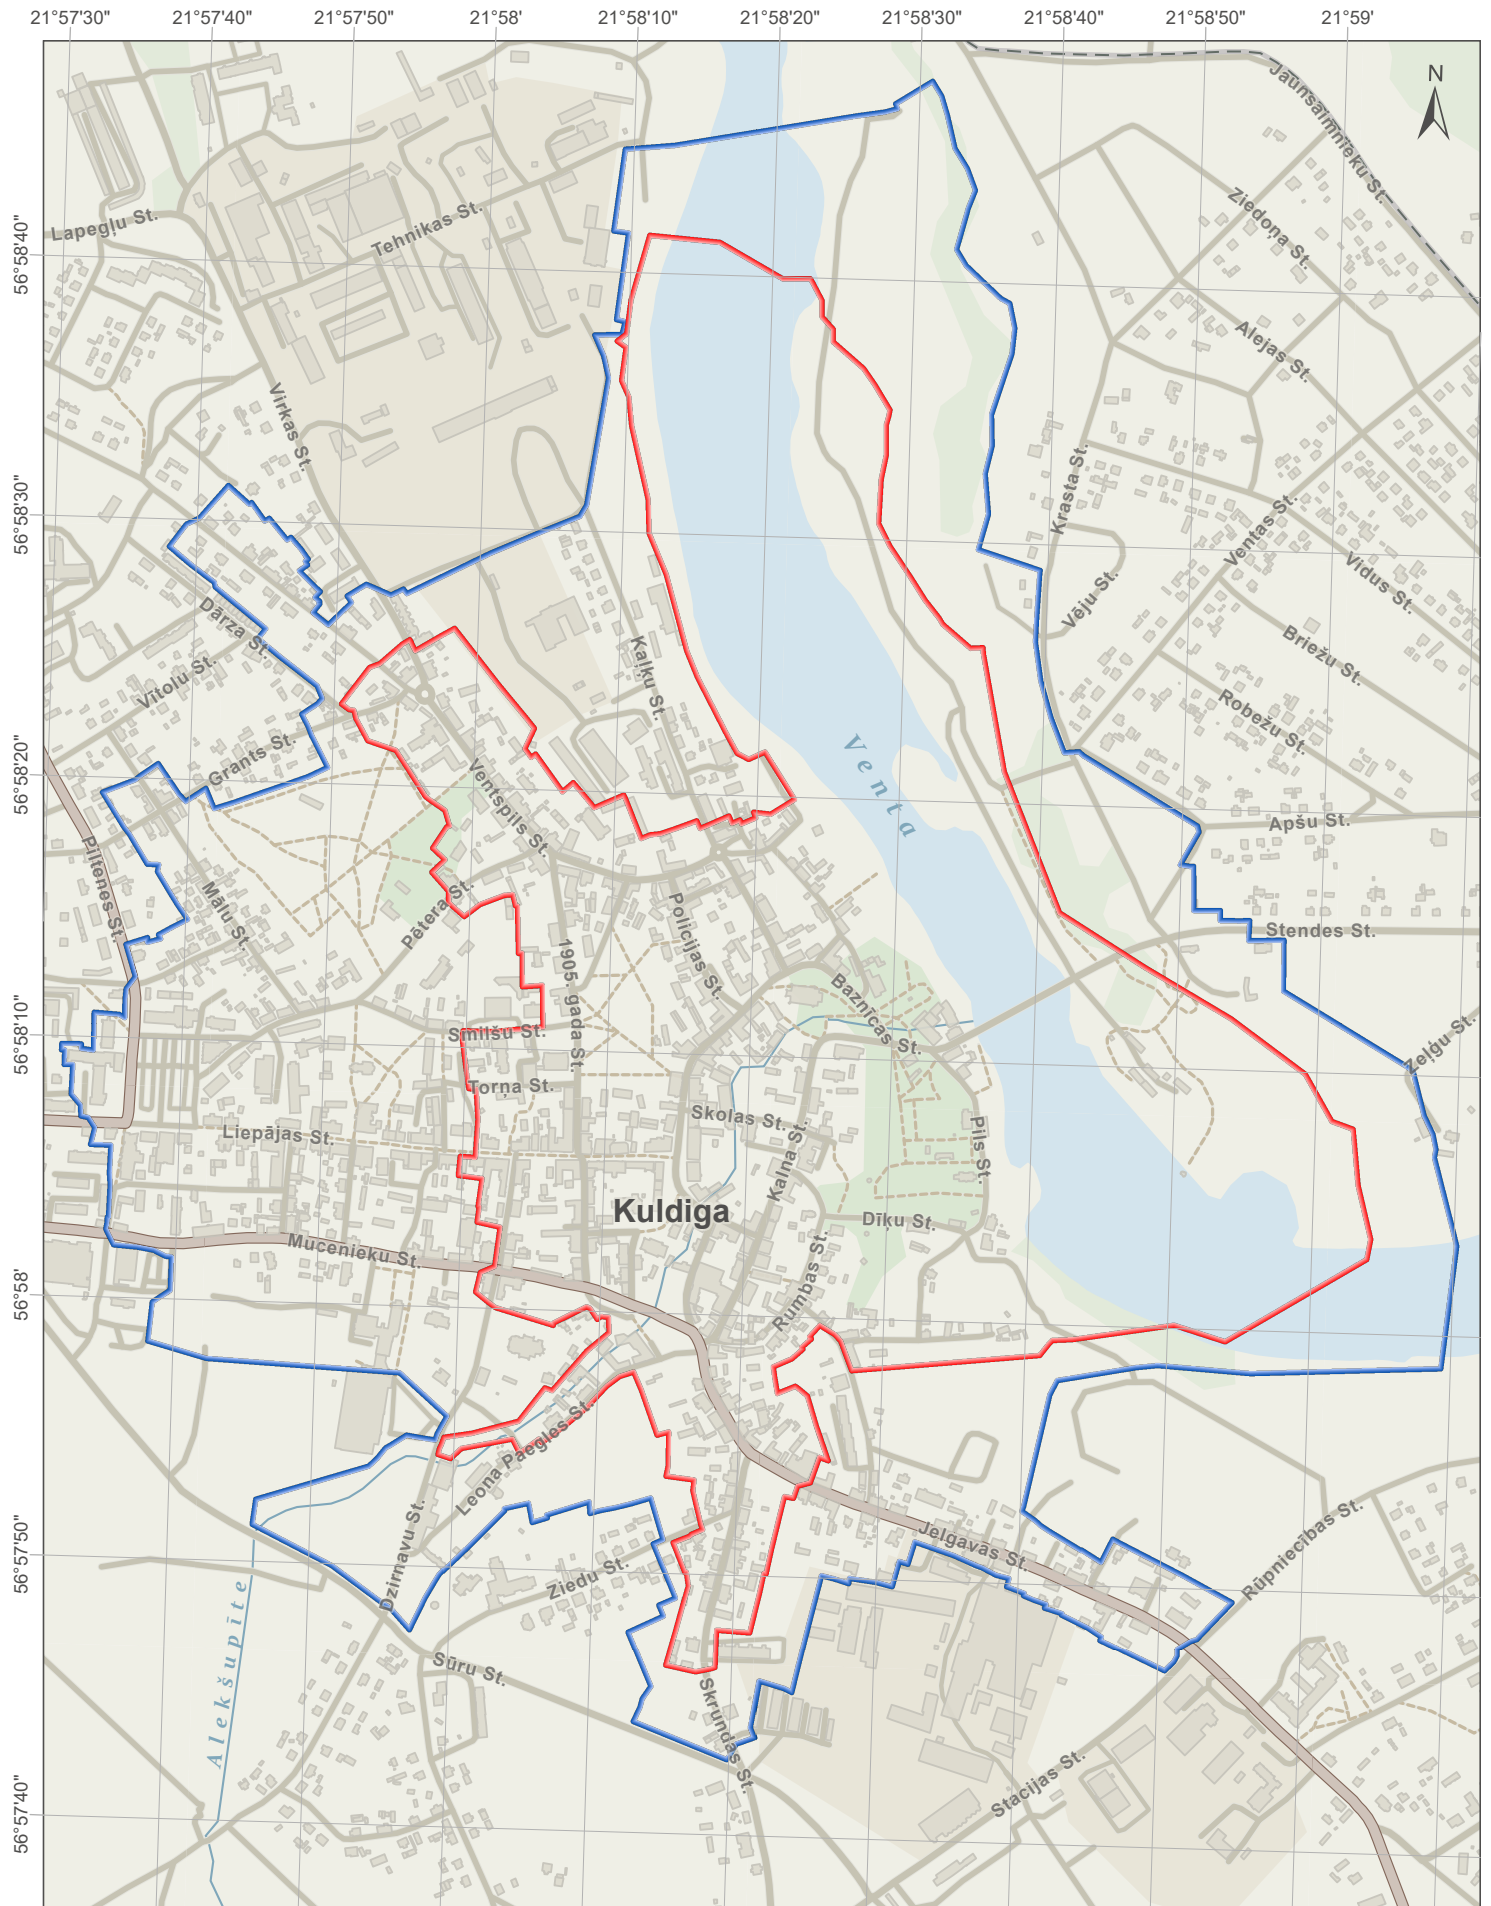 21°57'30"
21°57'40"
21°57'50"
21°58'
21°58'10"
21°58'20"
21°58'30"
21°58'40"
21°58'50"
21°59'
N
Jaunsaimnieku St.
Lapegļu St.
Tehnikas St.
Ziedoņa St.
56°58'40"
Alejas St.
Virkas St.
Krasta St.
Ventas St.
56°58'30"
Vidus St.
Vēju St.
Dārza St.
Briežu St.
Vītolu St.
Kaļķu St.
Robežu St.
Grants St.
Venta
56°58'20"
Ventspils St.
Apšu St.
Piltenes St.
Mālu St.
Pētera St.
Policijas St.
Stendes St.
1905. gada St.
Baznīcas St.
56°58'10"
Smilšu St.
Zeļģu St.
Torņa St.
Skolas St.
Liepājas St.
Kalna St.
Pils St.
Kuldiga
Dīķu St.
Mucenieku St.
Rumbas St.
56°58'
Leona Paegles St.
Dzirnavu St.
Jelgavas St.
Rūpniecības St.
56°57'50"
Ziedu St.
Alekšupīte
Sūru St.
Skrundas St.
Stacijas St.
56°57'40"